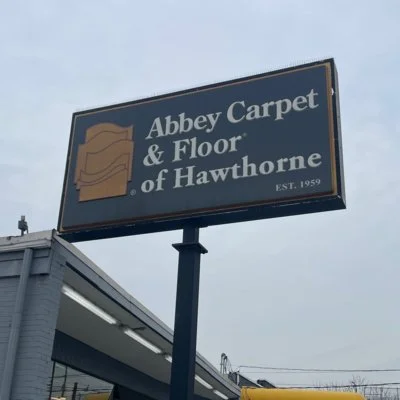 Abbey Carpet
& Floor
of Hawthorne
EST. 1959
®